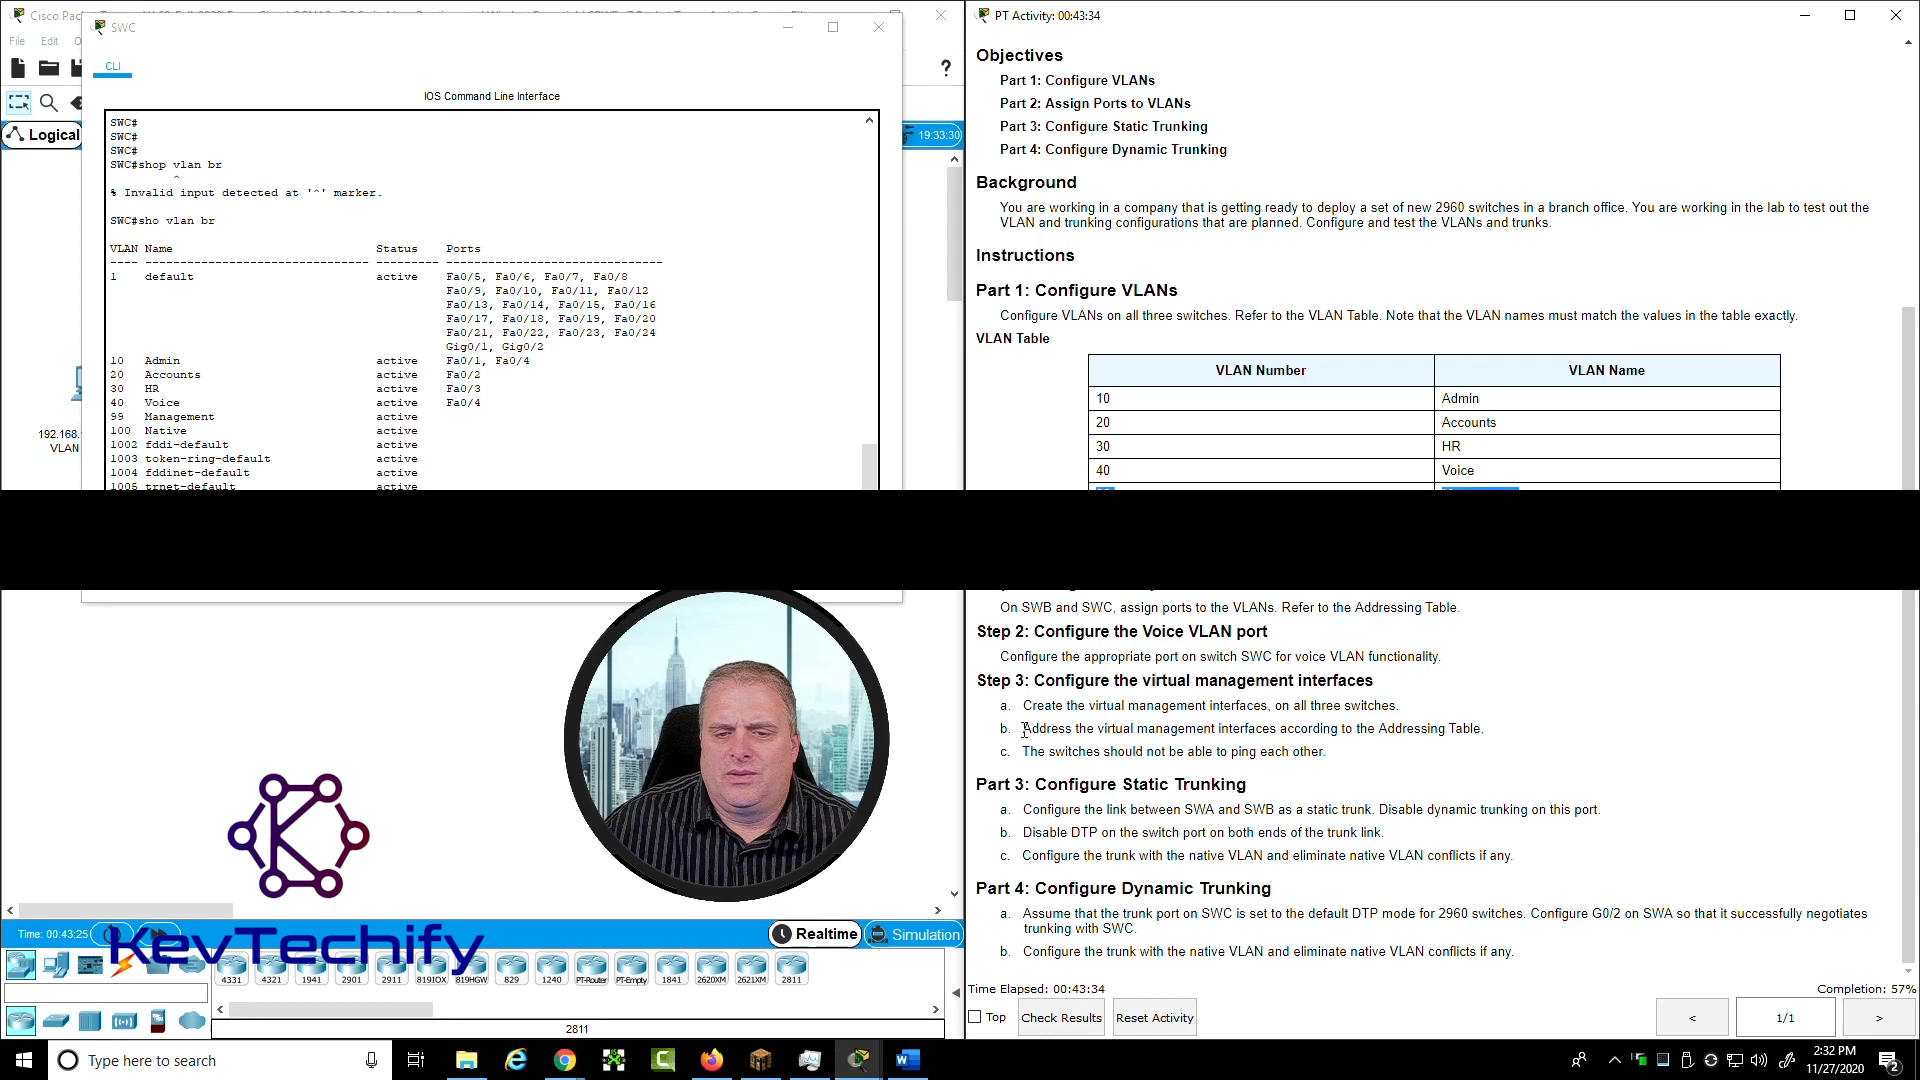 Cisco Pac
SWC
File
Edit
CLI
?
IOS Command Line Interface
Logical
19:33:30
SWC#
SWC#
SWC#
SWC#shop vlan br
^
% Invalid input detected at '^' marker.
SWC#sho vlan br
VLAN Name Status Ports
---- -------------------------------- --------- -------------------------------
1 default active Fa0/5, Fa0/6, Fa0/7, Fa0/8
Fa0/9, Fa0/10, Fa0/11, Fa0/12
Fa0/13, Fa0/14, Fa0/15, Fa0/16
Fa0/17, Fa0/18, Fa0/19, Fa0/20
Fa0/21, Fa0/22, Fa0/23, Fa0/24
Gig0/1, Gig0/2
10 Admin active Fa0/1, Fa0/4
20 Accounts active Fa0/2
30 HR active Fa0/3
40 Voice active Fa0/4
99 Management active
100 Native active
1002 fddi-default active
1003 token-ring-default active
1004 fddinet-default active
1005 trnet-default active
192.168.
VLAN
PT Activity: 00:43:34
Objectives
Part 1: Configure VLANs
Part 2: Assign Ports to VLANs
Part 3: Configure Static Trunking
Part 4: Configure Dynamic Trunking
Background
You are working in a company that is getting ready to deploy a set of new 2960 switches in a branch office. You are working in the lab to test out the
VLAN and trunking configurations that are planned. Configure and test the VLANs and trunks.
Instructions
Part 1: Configure VLANs
Configure VLANs on all three switches. Refer to the VLAN Table. Note that the VLAN names must match the values in the table exactly.
VLAN Table
VLAN Number VLAN Name
10 Admin
20 Accounts
30 HR
40 Voice
On SWB and SWC, assign ports to the VLANs. Refer to the Addressing Table.
Step 2: Configure the Voice VLAN port
Configure the appropriate port on switch SWC for voice VLAN functionality.
Step 3: Configure the virtual management interfaces
a. Create the virtual management interfaces, on all three switches.
b. Address the virtual management interfaces according to the Addressing Table.
c. The switches should not be able to ping each other.
Part 3: Configure Static Trunking
a. Configure the link between SWA and SWB as a static trunk. Disable dynamic trunking on this port.
b. Disable DTP on the switch port on both ends of the trunk link.
c. Configure the trunk with the native VLAN and eliminate native VLAN conflicts if any.
Part 4: Configure Dynamic Trunking
a. Assume that the trunk port on SWC is set to the default DTP mode for 2960 switches. Configure G0/2 on SWA so that it successfully negotiates
trunking with SWC.
b. Configure the trunk with the native VLAN and eliminate native VLAN conflicts if any.
Time Elapsed: 00:43:34 Completion: 57%
Top Check Results Reset Activity < 1/1 >
Time: 00:43:25
Realtime Simulation
KevTechify
4331 4321 1941 2901 2911 819IOX 819HGW 829 1240 PT-Router PT-Empty 1841 2620XM 2621XM 2811
2811
Type here to search
2:32 PM
11/27/2020
2